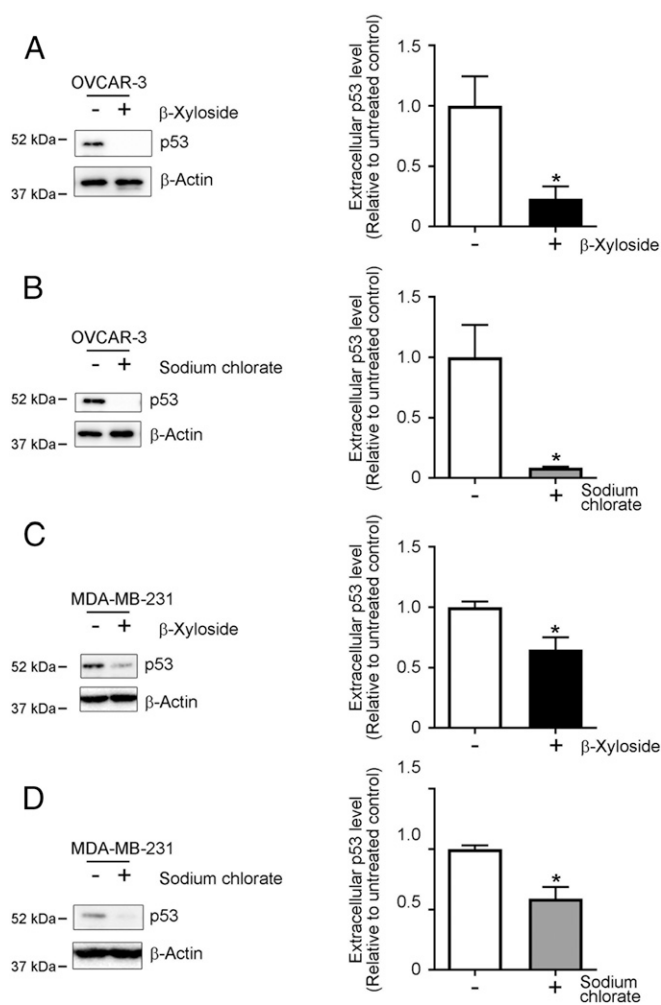 A
OVCAR-3
- + β-Xyloside
52 kDa p53
37 kDa β-Actin
Extracellular p53 level
(Relative to untreated control)
1.5
1.0
0.5
0
*
- + β-Xyloside
B
OVCAR-3
- + Sodium chlorate
52 kDa p53
37 kDa β-Actin
Extracellular p53 level
(Relative to untreated control)
1.5
1.0
0.5
0
*
- + Sodium
chlorate
C
MDA-MB-231
- + β-Xyloside
52 kDa p53
37 kDa β-Actin
Extracellular p53 level
(Relative to untreated control)
1.5
1.0
0.5
0
*
- + β-Xyloside
D
MDA-MB-231
- + Sodium chlorate
52 kDa p53
37 kDa β-Actin
Extracellular p53 level
(Relative to untreated control)
1.5
1.0
0.5
0
*
- + Sodium
chlorate